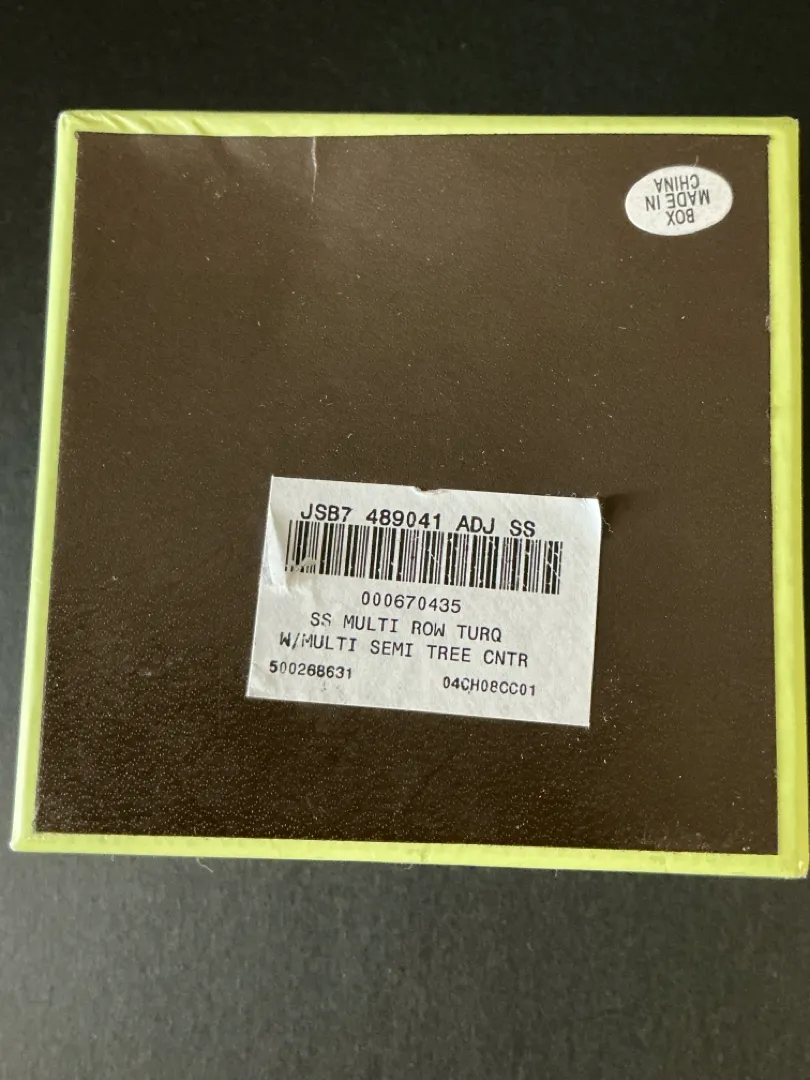 BOX
MADE IN
CHINA
JSB7 489041 ADJ SS
000670435
SS MULTI ROW TURQ
W/MULTI SEMI TREE CNTR
500268631 04CH08CC01